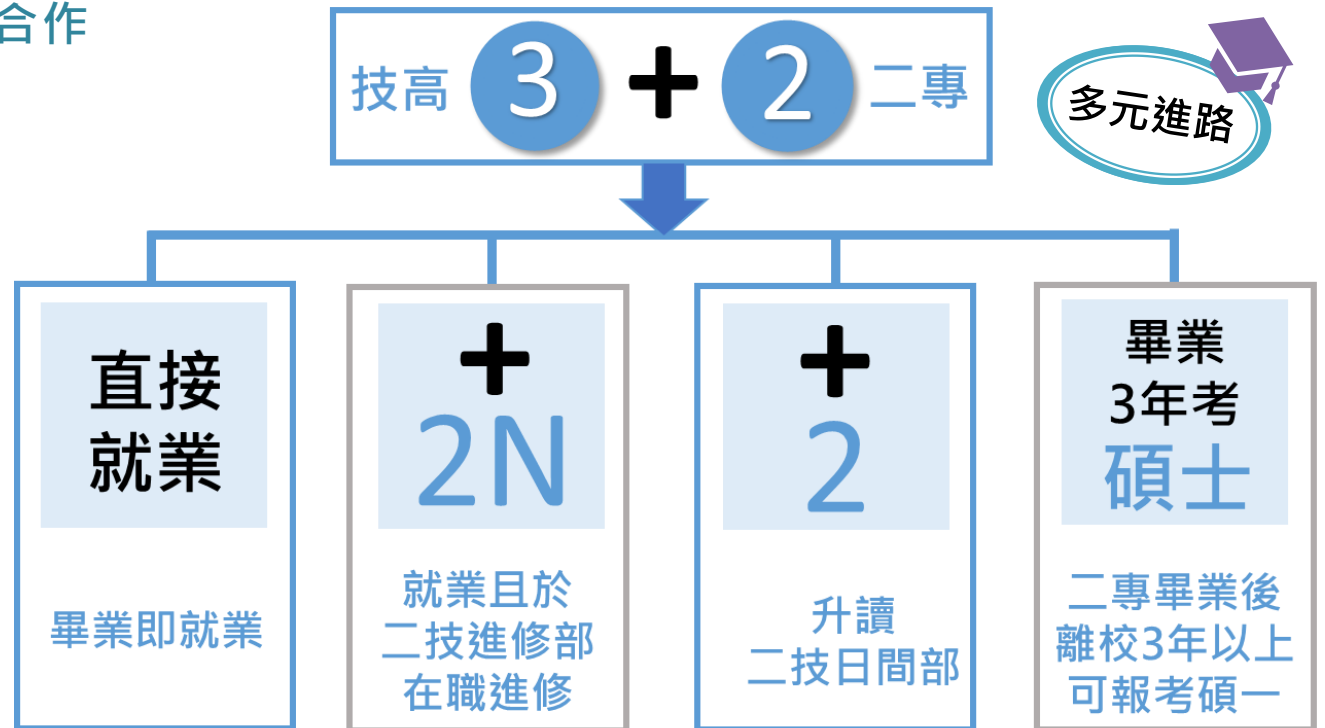 合作
技高 3 + 2 二專
多元進路
直接
就業
畢業即就業
+
2N
就業且於
二技進修部
在職進修
+
2
升讀
二技日間部
畢業
3年考
碩士
二專畢業後
離校3年以上
可報考碩一